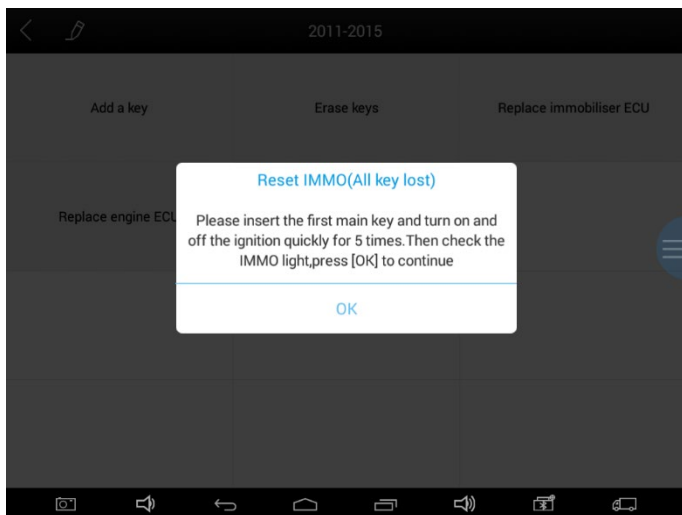 2011-2015
Add a key
Erase keys
Replace immobiliser ECU
Replace engine ECU
Reset IMMO(All key lost)
Please insert the first main key and turn on and
off the ignition quickly for 5 times.Then check the
IMMO light,press [OK] to continue
OK